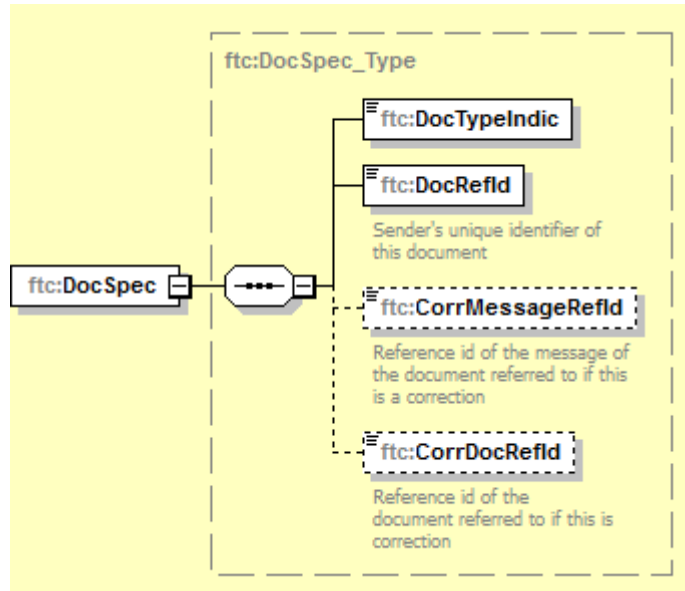 ftc:DocSpec_Type
ftc:DocTypeIndic
ftc:DocRefId
Sender's unique identifier of
this document
ftc:DocSpec
ftc:CorrMessageRefId
Reference id of the message of
the document referred to if this
is a correction
ftc:CorrDocRefId
Reference id of the
document referred to if this is
correction